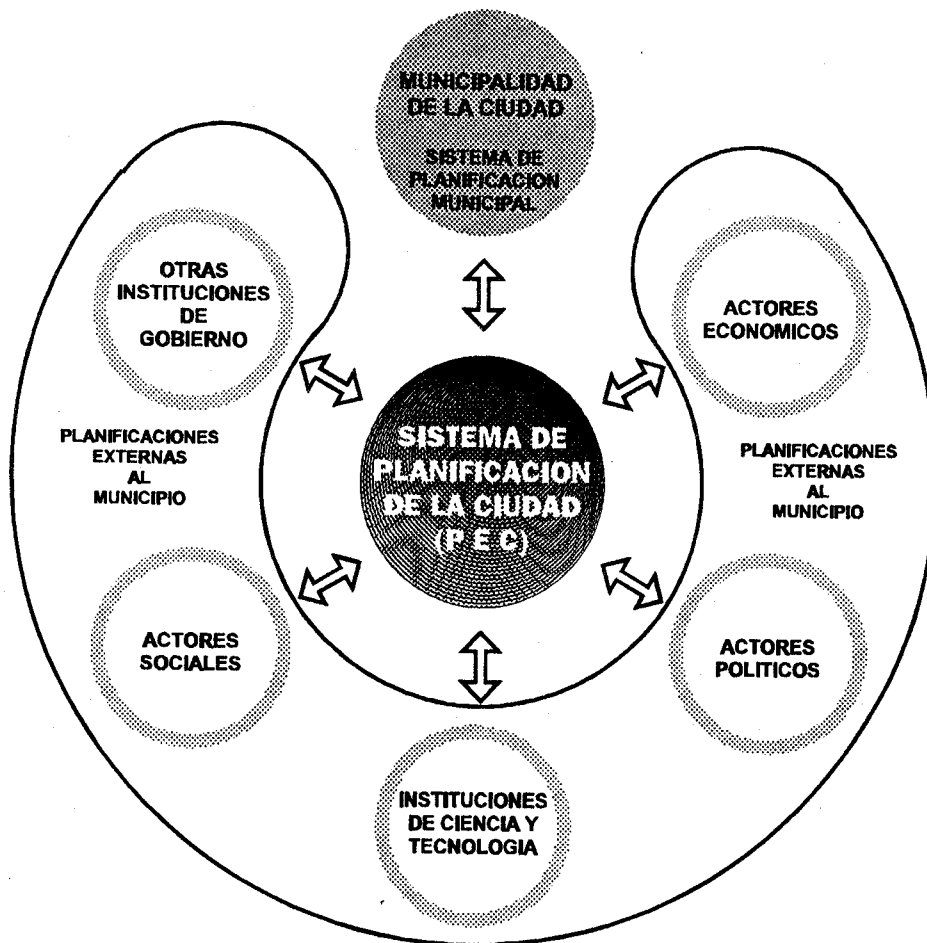 MUNICIPALIDAD
DE LA CIUDAD
SISTEMA DE
PLANIFICACION
MUNICIPAL
OTRAS
INSTITUCIONES
DE
GOBIERNO
ACTORES
ECONOMICOS
PLANIFICACIONES
EXTERNAS
AL
MUNICIPIO
SISTEMA DE
PLANIFICACION
DE LA CIUDAD
(P E C)
PLANIFICACIONES
EXTERNAS
AL
MUNICIPIO
ACTORES
SOCIALES
ACTORES
POLITICOS
INSTITUCIONES
DE CIENCIA Y
TECNOLOGIA